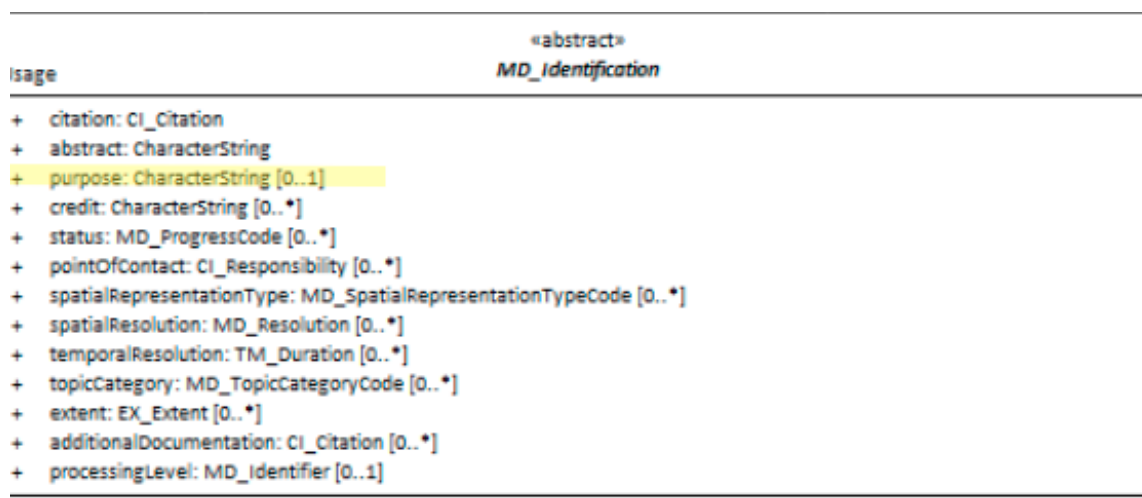 «abstract»
Isage MD_Identification
+ citation: CI_Citation
+ abstract: CharacterString
+ purpose: CharacterString [0..1]
+ credit: CharacterString [0..*]
+ status: MD_ProgressCode [0..*]
+ pointOfContact: CI_Responsibility [0..*]
+ spatialRepresentationType: MD_SpatialRepresentationTypeCode [0..*]
+ spatialResolution: MD_Resolution [0..*]
+ temporalResolution: TM_Duration [0..*]
+ topicCategory: MD_TopicCategoryCode [0..*]
+ extent: EX_Extent [0..*]
+ additionalDocumentation: CI_Citation [0..*]
+ processingLevel: MD_Identifier [0..1]